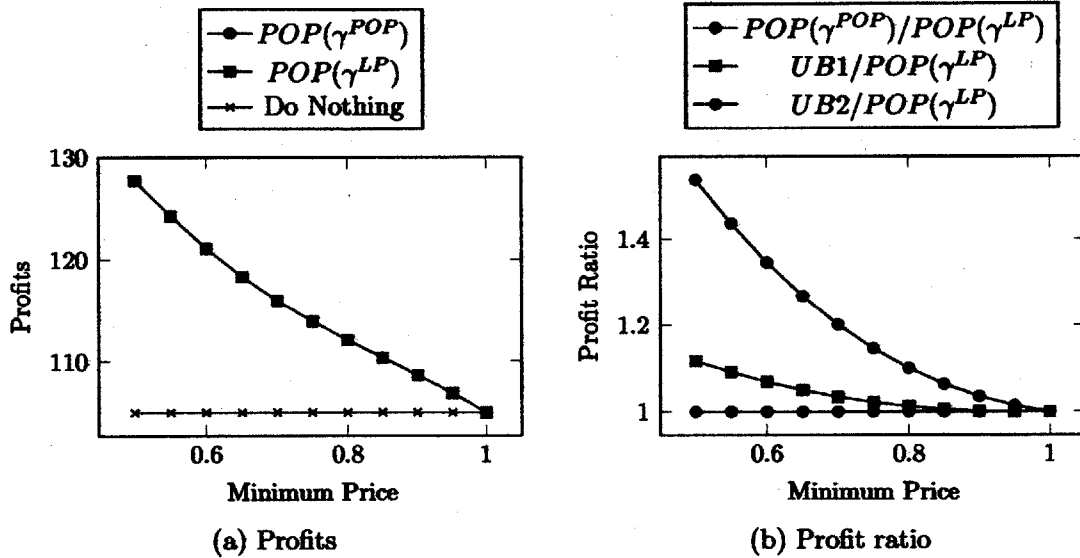 POP(γ^{POP})
POP(γ^{LP})
Do Nothing
130
120
110
Profits
0.6
0.8
1
Minimum Price
(a) Profits
POP(γ^{POP})/POP(γ^{LP})
UB1/POP(γ^{LP})
UB2/POP(γ^{LP})
1.4
1.2
1
Profit Ratio
0.6
0.8
1
Minimum Price
(b) Profit ratio